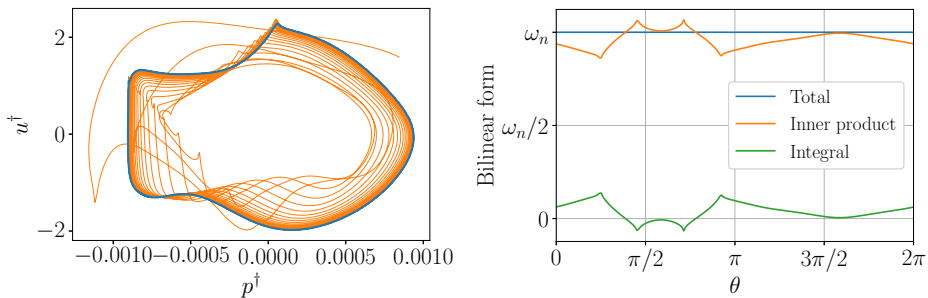 2
0
−2
u†
−0.0010 −0.0005 0.0000 0.0005 0.0010
p†
Bilinear form
ωn
ωn/2
0
Total
Inner product
Integral
0 π/2 π 3π/2 2π
θ